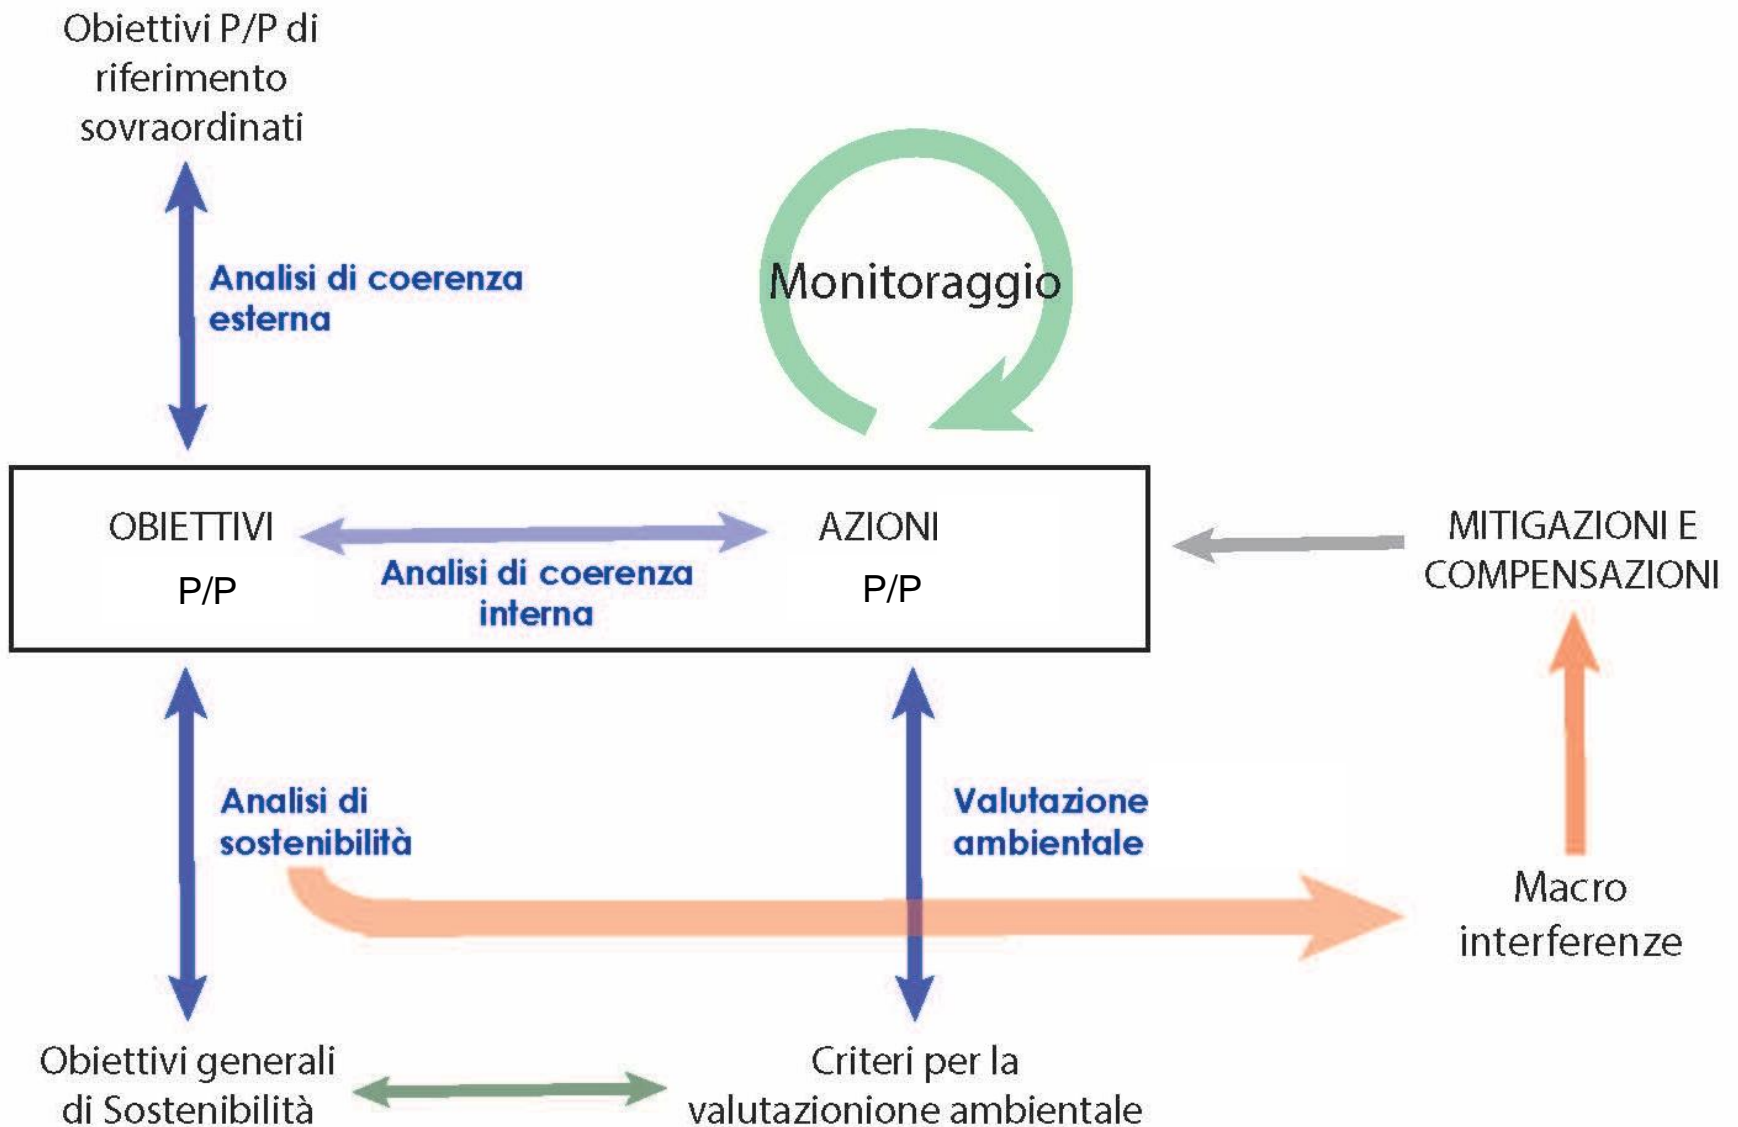 Obiettivi P/P di
riferimento
sovraordinati
Analisi di coerenza
esterna
Monitoraggio
OBIETTIVI
P/P
Analisi di coerenza
interna
AZIONI
P/P
MITIGAZIONI E
COMPENSAZIONI
Analisi di
sostenibilità
Valutazione
ambientale
Macro
interferenze
Obiettivi generali
di Sostenibilità
Criteri per la
valutazionione ambientale